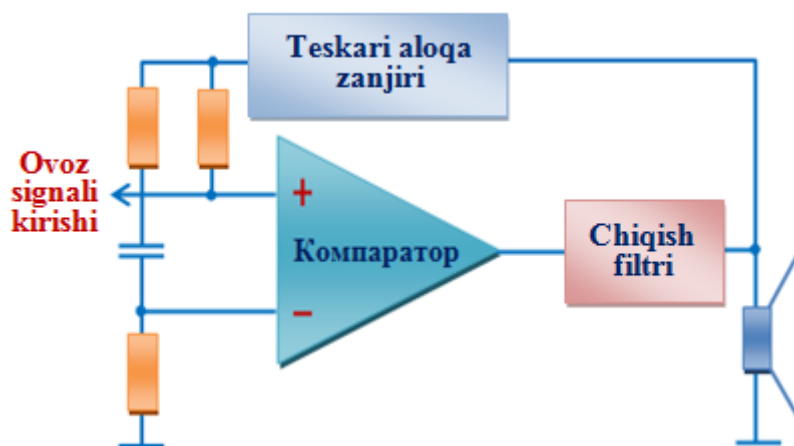 Teskari aloqa
zanjiri
Ovoz
signali
kirishi
+
Компаратор
−
Chiqish
filtri